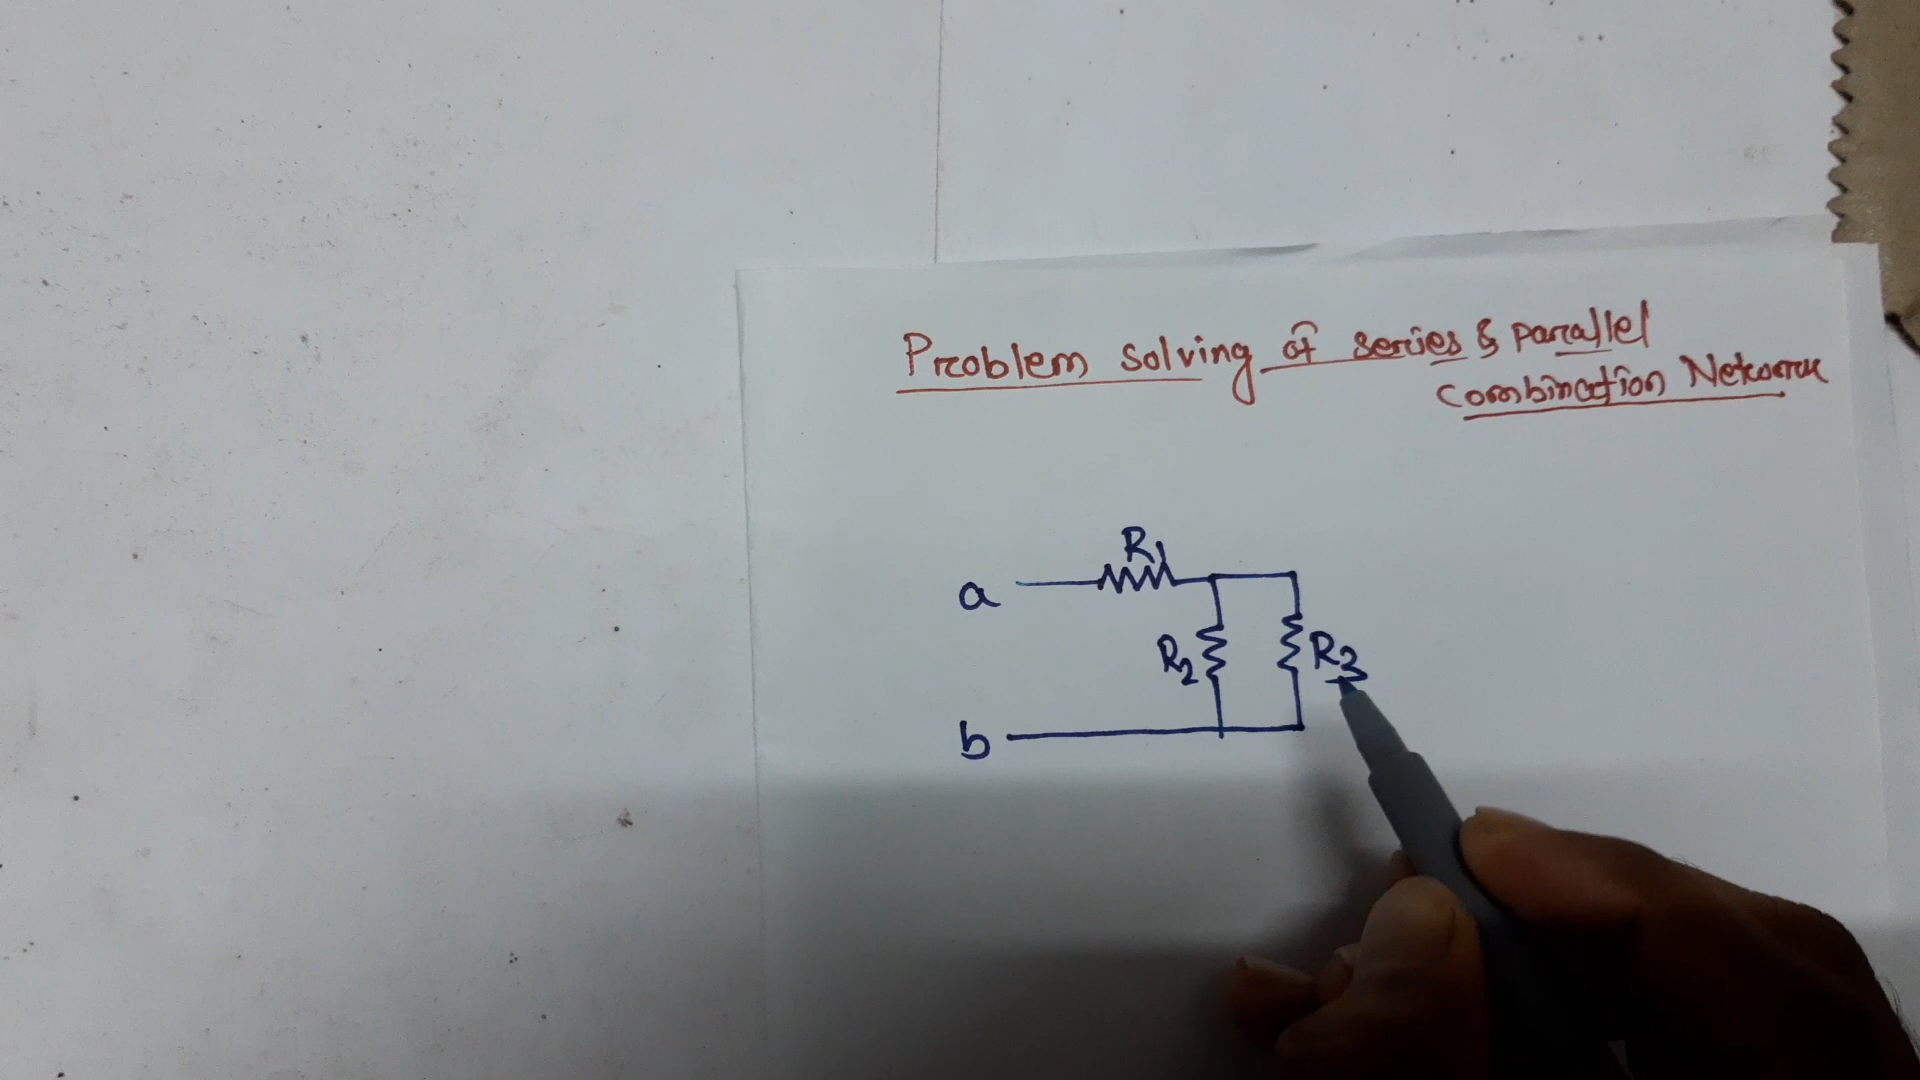 Problem solving of series & parallel
combination Network
R1
a
R2
R3
b